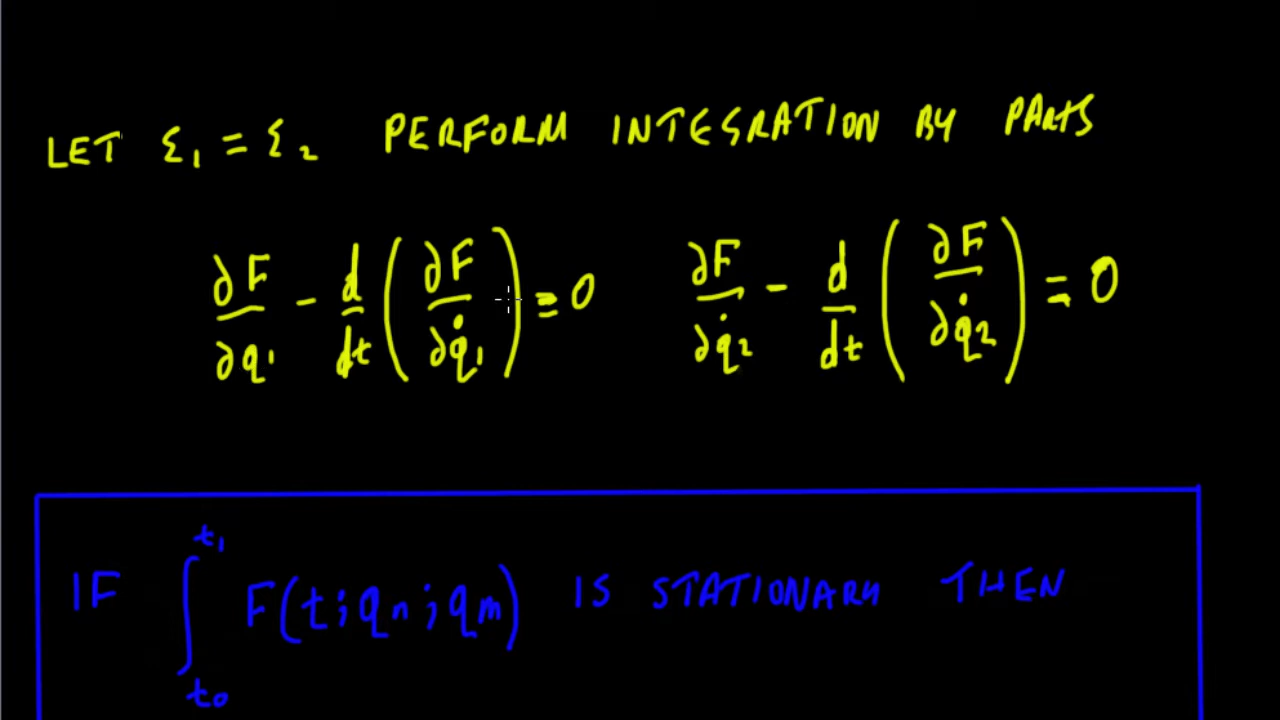 LET ε₁ = ε₂ PERFORM INTEGRATION BY PARTS
∂F/∂q₁ - d/dt (∂F/∂q̇₁) = 0 ∂F/∂q̇₂ - d/dt (∂F/∂q̇₂) = 0
IF ∫_{t₀}^{t₁} F(t;qₙ;qₘ) IS STATIONARY THEN